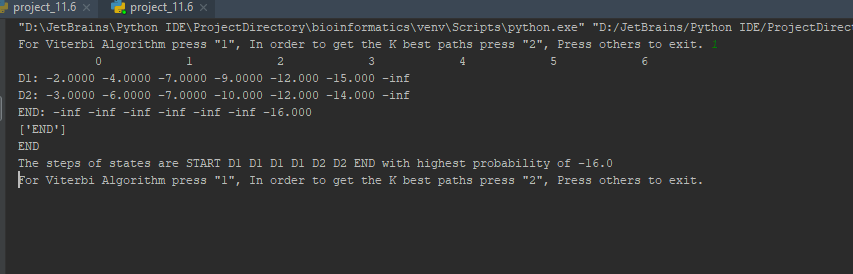 project_11.6 project_11.6
"D:\JetBrains\Python IDE\ProjectDirectory\bioinformatics\venv\Scripts\python.exe" "D:/JetBrains/Python IDE/ProjectDirec
For Viterbi Algorithm press "1", In order to get the K best paths press "2", Press others to exit. 1
0 1 2 3 4 5 6
D1: -2.0000 -4.0000 -7.0000 -9.0000 -12.000 -15.000 -inf
D2: -3.0000 -6.0000 -7.0000 -10.000 -12.000 -14.000 -inf
END: -inf -inf -inf -inf -inf -inf -16.000
['END']
END
The steps of states are START D1 D1 D1 D1 D2 D2 END with highest probability of -16.0
For Viterbi Algorithm press "1", In order to get the K best paths press "2", Press others to exit.